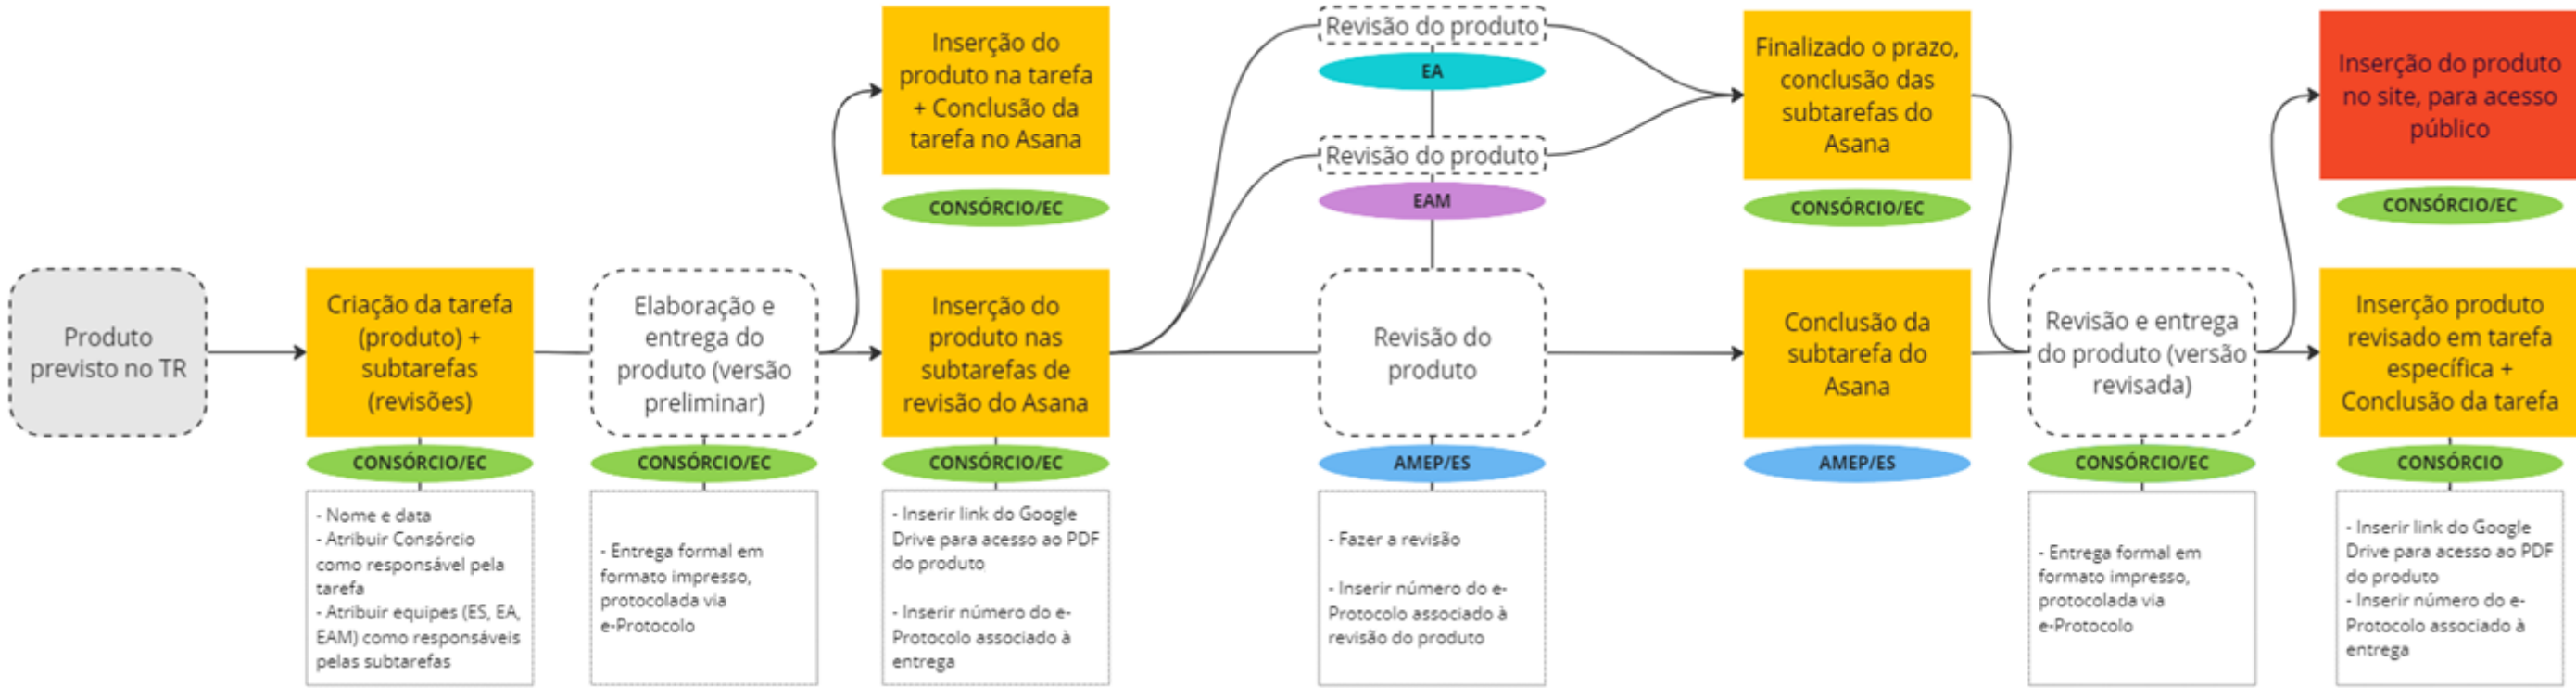 Produto
previsto no TR
Criação da tarefa
(produto) +
subtarefas
(revisões)
CONSÓRCIO/EC
- Nome e data
- Atribuir Consórcio
como responsável pela
tarefa
- Atribuir equipes (ES, EA,
EAM) como responsáveis
pelas subtarefas
Elaboração e
entrega do
produto (versão
preliminar)
CONSÓRCIO/EC
- Entrega formal em
formato impresso,
protocolada via
e-Protocolo
Inserção do
produto na tarefa
+ Conclusão da
tarefa no Asana
CONSÓRCIO/EC
Inserção do
produto nas
subtarefas de
revisão do Asana
CONSÓRCIO/EC
- Inserir link do Google
Drive para acesso ao PDF
do produto
- Inserir número do e-
Protocolo associado à
entrega
Revisão do produto
EA
Revisão do produto
EAM
Revisão do
produto
AMEP/ES
- Fazer a revisão
- Inserir número do e-
Protocolo associado à
revisão do produto
Finalizado o prazo,
conclusão das
subtarefas do
Asana
CONSÓRCIO/EC
Conclusão da
subtarefa do
Asana
AMEP/ES
Revisão e entrega
do produto (versão
revisada)
CONSÓRCIO/EC
- Entrega formal em
formato impresso,
protocolada via
e-Protocolo
Inserção do produto
no site, para acesso
público
CONSÓRCIO/EC
Inserção produto
revisado em tarefa
específica +
Conclusão da tarefa
CONSÓRCIO
- Inserir link do Google
Drive para acesso ao PDF
do produto
- Inserir número do e-
Protocolo associado à
entrega